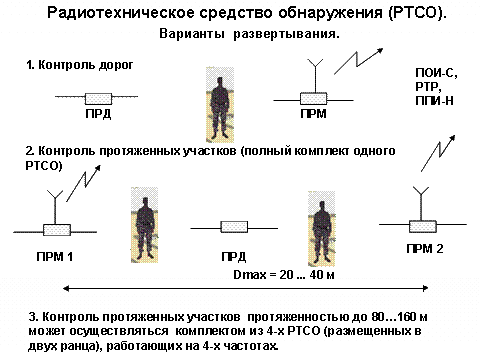 Радиотехническое средство обнаружения (РТСО).
Варианты развертывания.
1. Контроль дорог
ПОИ-С,
РТР,
ППИ-Н
ПРД
ПРМ
2. Контроль протяженных участков (полный комплект одного
РТСО)
ПРМ 1
ПРД
ПРМ 2
Dmax = 20 ... 40 м
3. Контроль протяженных участков протяженностью до 80...160 м
может осуществляться комплектом из 4-х РТСО (размещенных в
двух ранца), работающих на 4-х частотах.